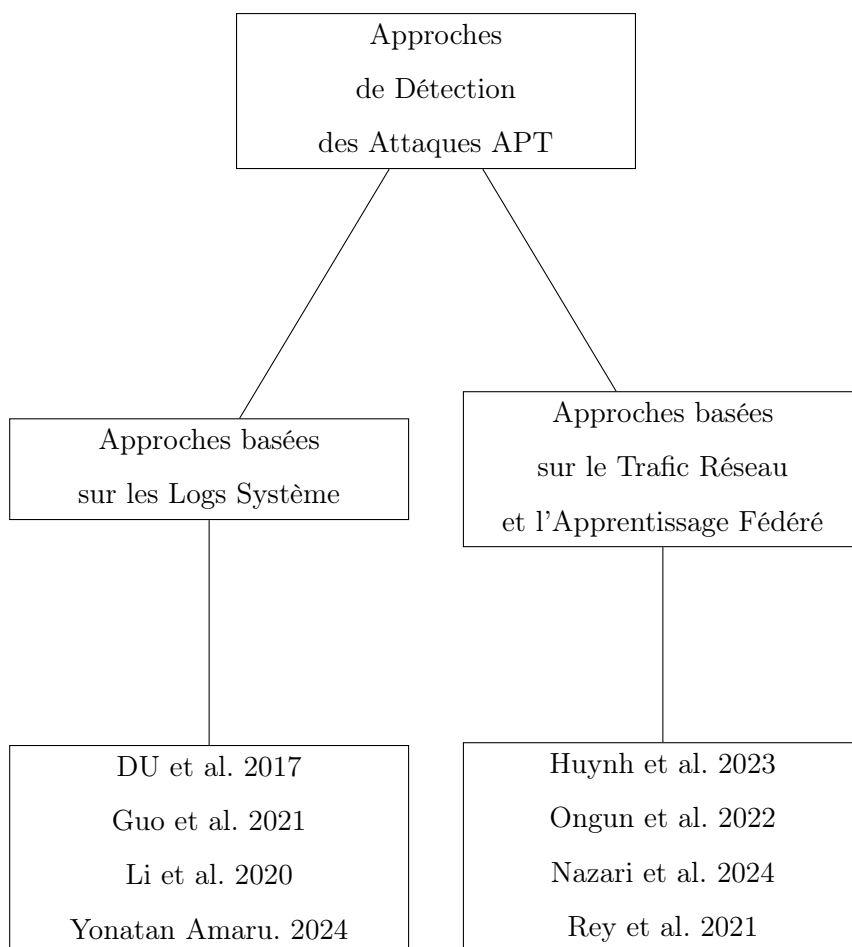 Approches
de Détection
des Attaques APT
Approches basées
sur les Logs Système
Approches basées
sur le Trafic Réseau
et l'Apprentissage Fédéré
DU et al. 2017
Guo et al. 2021
Li et al. 2020
Yonatan Amaru. 2024
Huynh et al. 2023
Ongun et al. 2022
Nazari et al. 2024
Rey et al. 2021